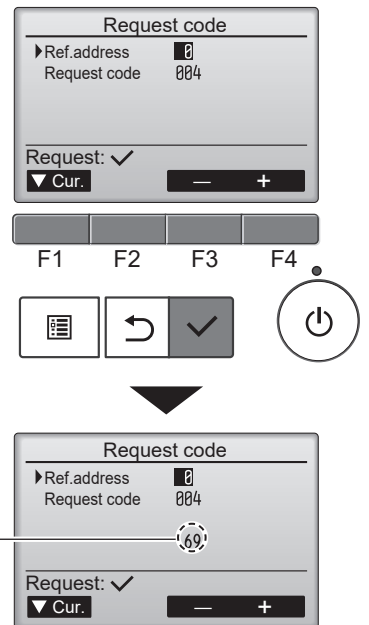 Request code
Ref.address 0
Request code 004
Request: ✓
▼ Cur. — +
F1 F2 F3 F4
Request code
Ref.address 0
Request code 004
69
Request: ✓
▼ Cur. — +